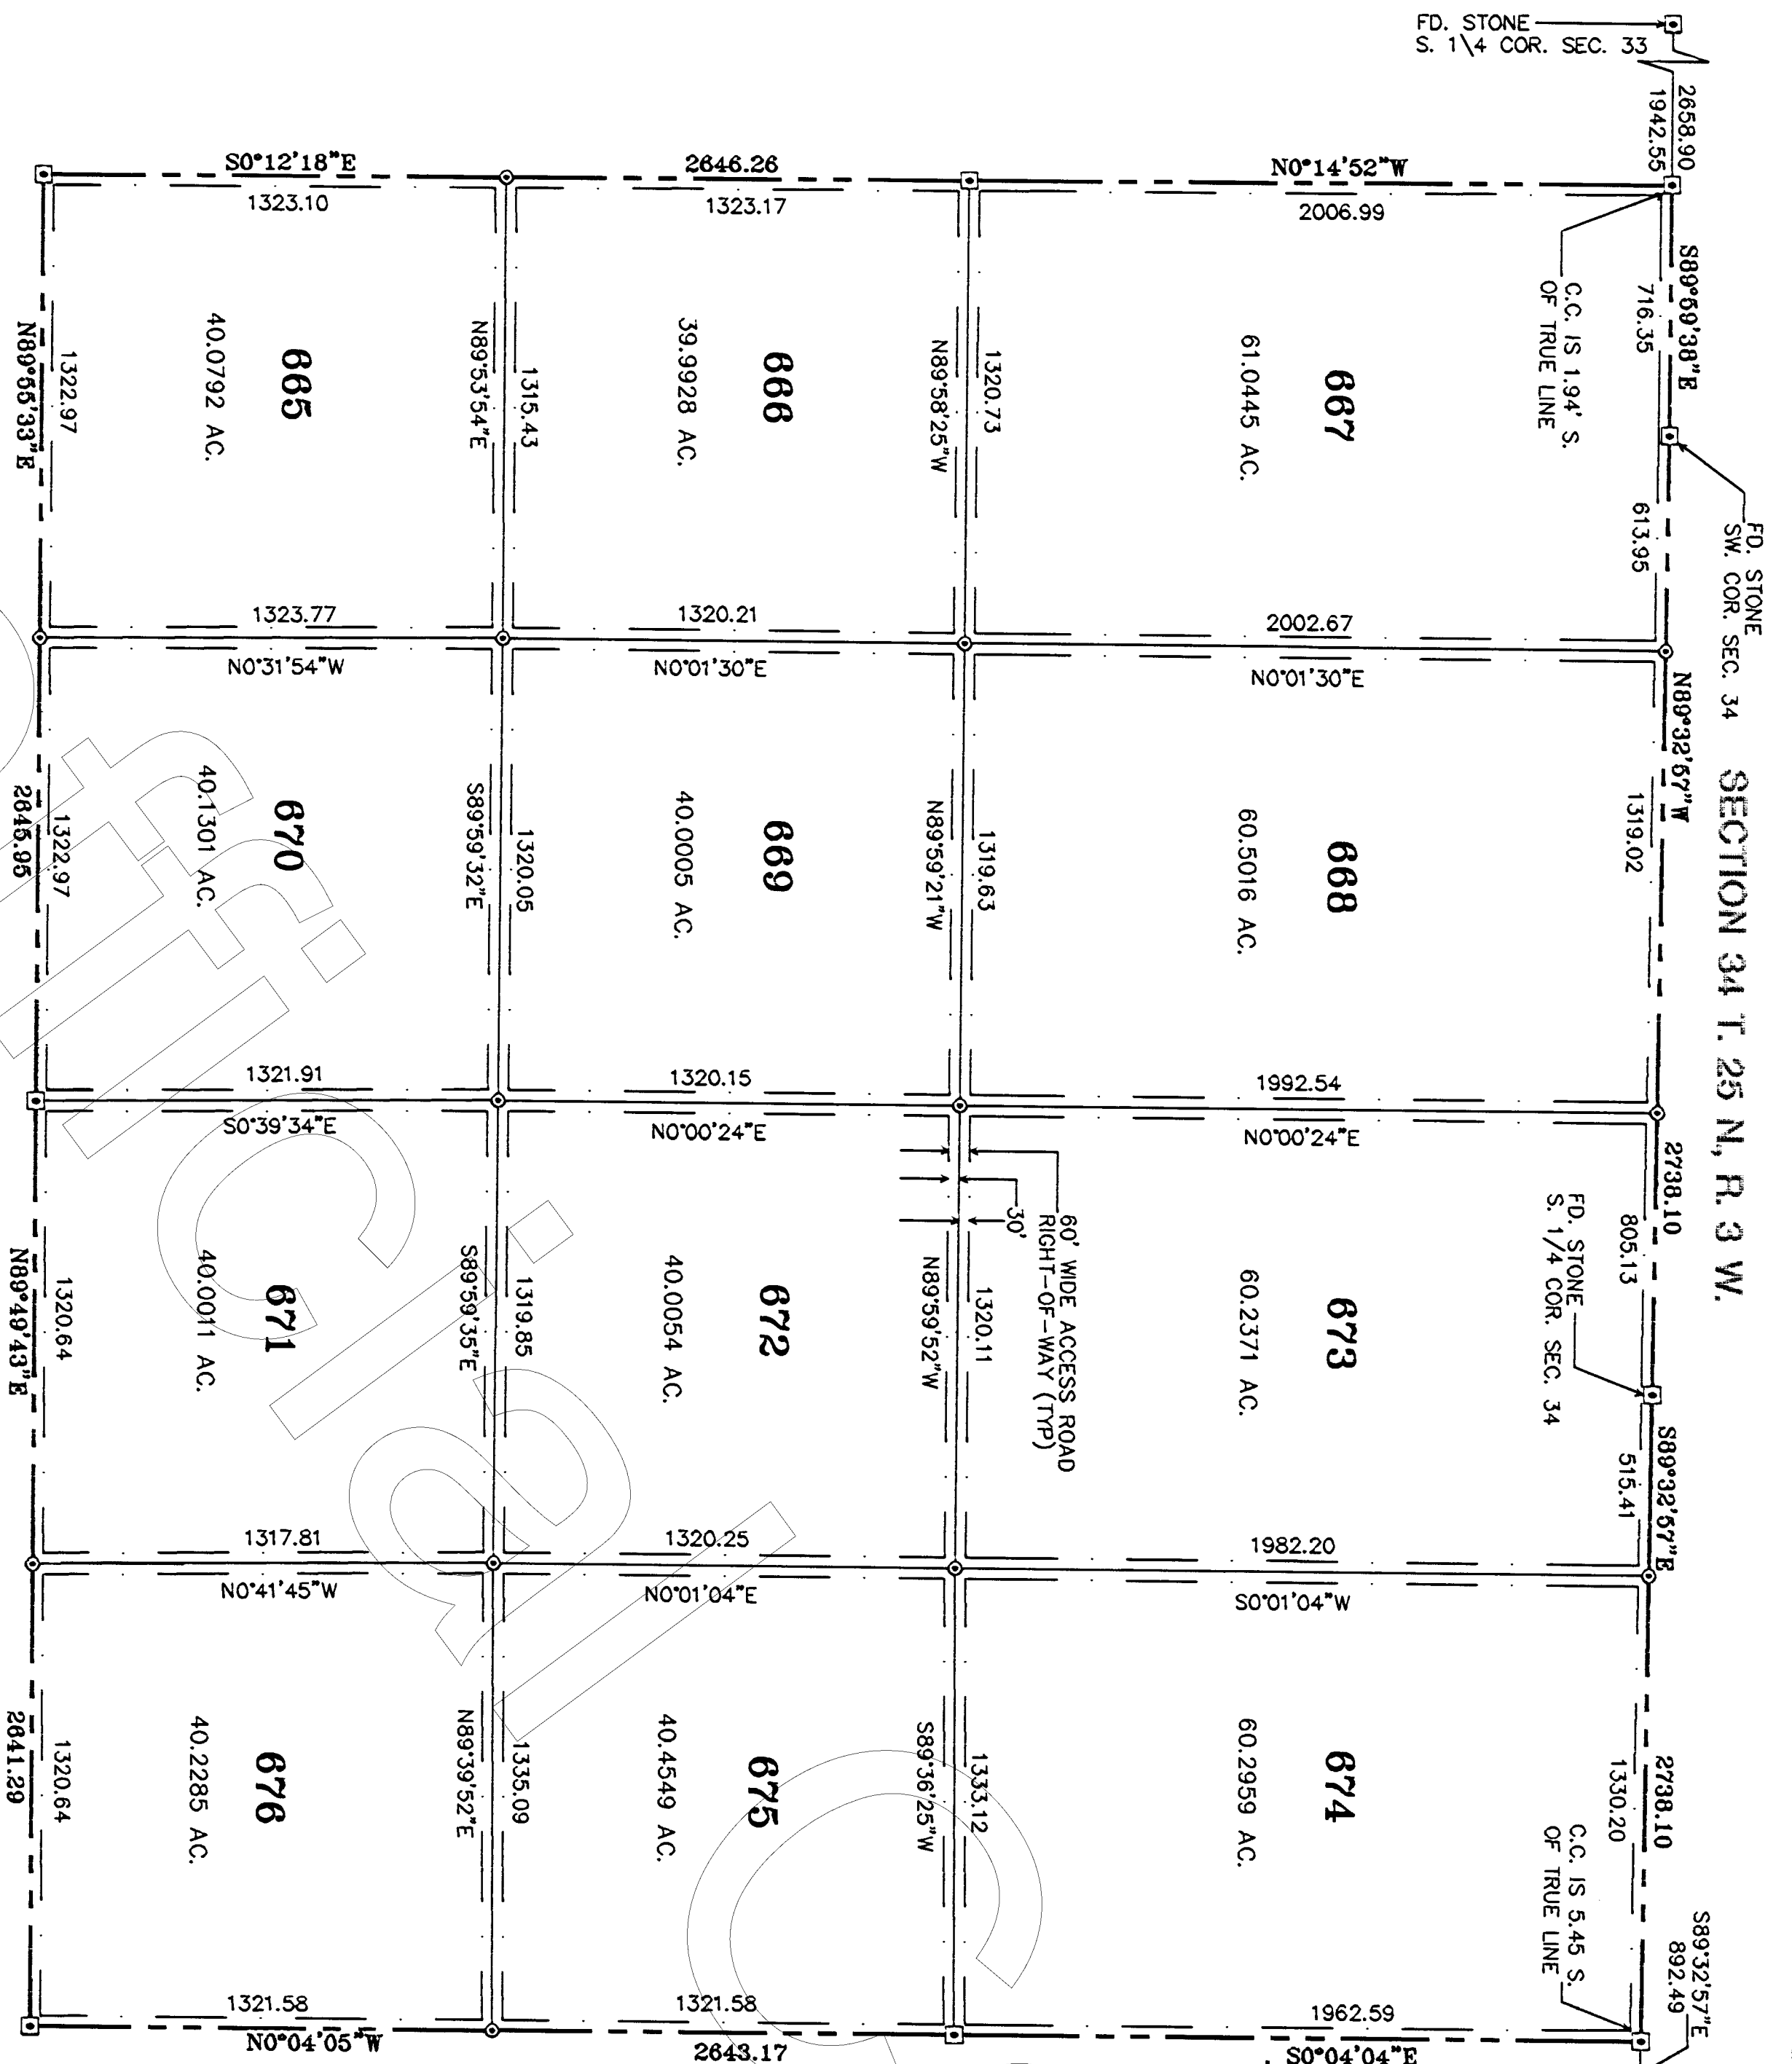 FD. STONE
S. 1\4 COR. SEC. 33
2658.90
1942.55
S0°12'18"E
1323.10
2646.26
1323.17
N0°14'52"W
2006.99
S89°59'38"E
716.35
C.C. IS 1.94' S.
OF TRUE LINE
FD. STONE
SW. COR. SEC. 34
613.95
SECTION 34 T. 25 N., R. 3 W.
667
61.0445 AC.
1320.73
N89°58'25"W
666
39.9928 AC.
1315.43
N89°53'54"E
665
40.0792 AC.
1322.97
N89°55'33"E
1323.77
N0°31'54"W
1320.21
N0°01'30"E
2002.67
N0°01'30"E
N89°32'57"W
1319.02
668
60.5016 AC.
1319.63
N89°59'21"W
669
40.0005 AC.
1320.05
S89°59'32"E
670
40.1301 AC.
1322.97
2645.95
1321.91
S0°39'34"E
1320.15
N0°00'24"E
1992.54
N0°00'24"E
2738.10
805.13
FD. STONE
S. 1/4 COR. SEC. 34
S89°32'57"E
515.41
673
60.2371 AC.
60' WIDE ACCESS ROAD
RIGHT-OF-WAY (TYP)
30'
1320.11
N89°59'52"W
672
40.0054 AC.
1319.85
S89°59'35"E
671
40.0011 AC.
1320.64
N89°49'43"E
1317.81
N0°41'45"W
1320.25
N0°01'04"E
1982.20
S0°01'04"W
2738.10
1330.20
C.C. IS 5.45 S.
OF TRUE LINE
S89°32'57"E
892.49
674
60.2959 AC.
1333.12
S89°36'25"W
675
40.4549 AC.
1335.09
N89°39'52"E
676
40.2285 AC.
1320.64
2641.29
1321.58
N0°04'05"W
1321.58
2643.17
1962.59
S0°04'04"E